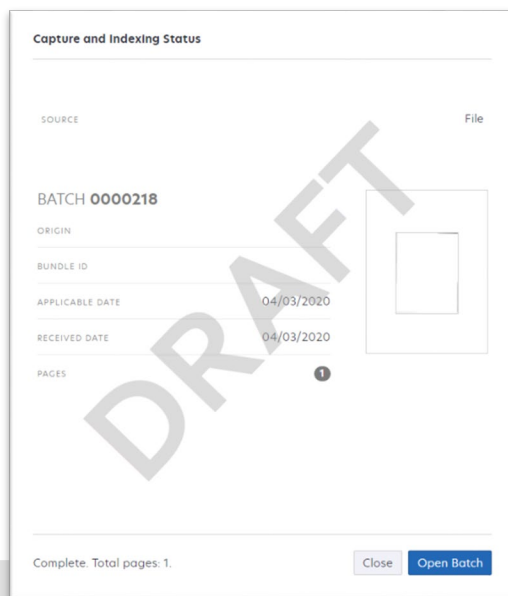 Capture and Indexing Status
SOURCE File
BATCH 0000218
ORIGIN
BUNDLE ID
APPLICABLE DATE 04/03/2020
RECEIVED DATE 04/03/2020
PAGES 1
DRAFT
Complete. Total pages: 1. Close Open Batch